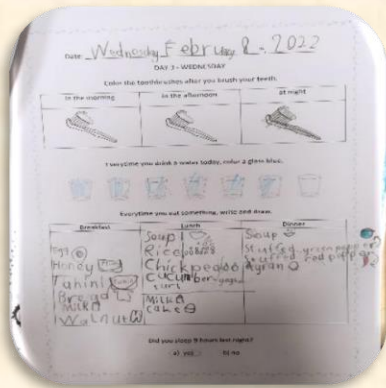 Date: Wednesday February 8 - 2022
DAY 3 - WEDNESDAY
Color the toothbrushes after you brush your teeth.
In the morning
In the afternoon
At night
Everytime you drink a water today, color a glass blue.
Everytime you eat something, write and draw.
Breakfast
Lunch
Dinner
egg
Honey
Tahini
Bread
Milk
Walnut
Soup
Rice
Chickpea
Cucumber
Milk
Cake
Soup
Stuffed green pepper
Stuffed red pepper
Ayran
Did you sleep 9 hours last night?
a) yes
b) no